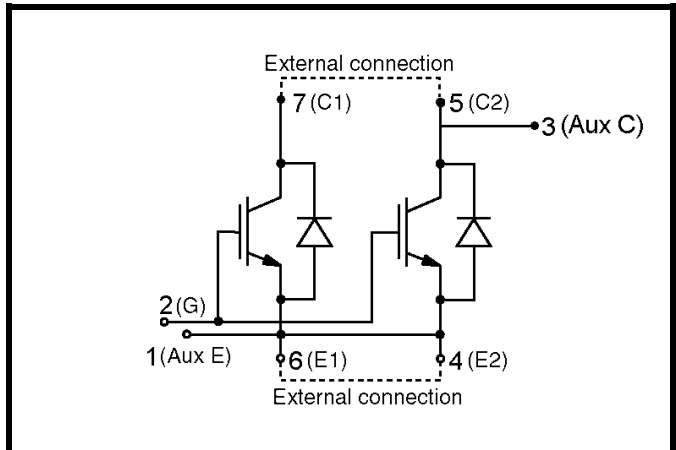 External connection
7 (C1)
5 (C2)
3 (Aux C)
2 (G)
1 (Aux E)
6 (E1)
4 (E2)
External connection